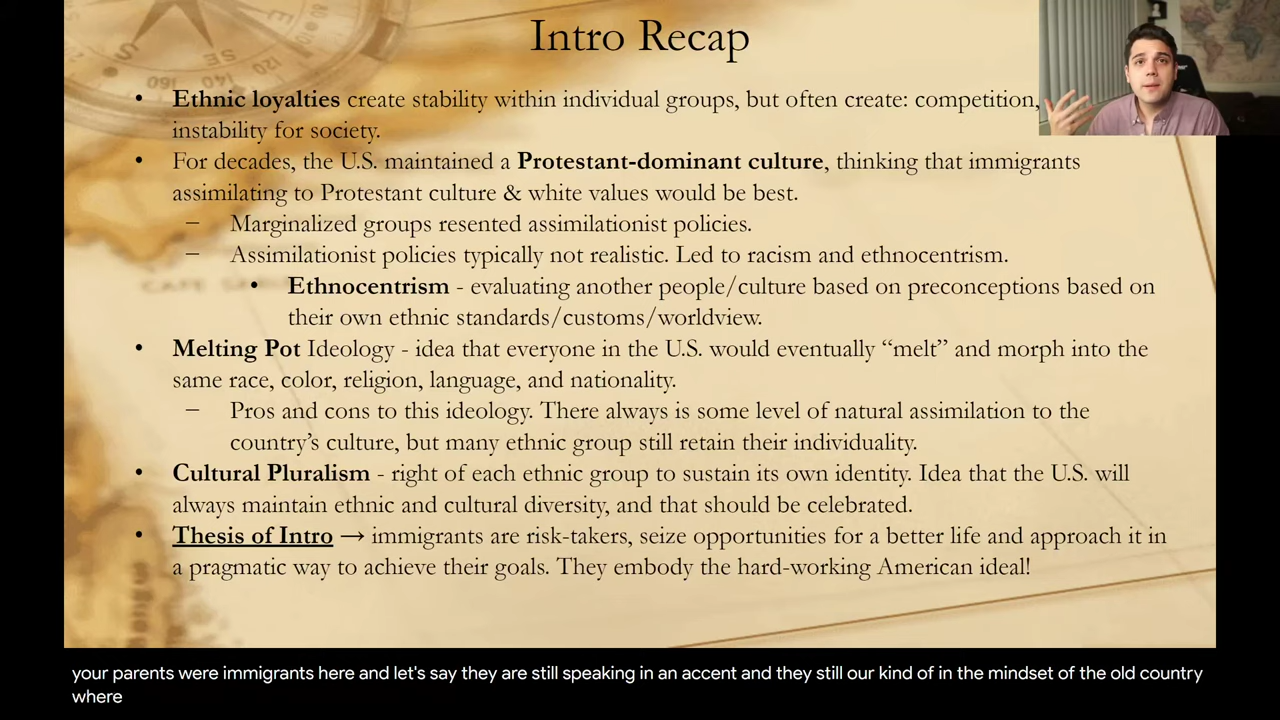 Intro Recap
• Ethnic loyalties create stability within individual groups, but often create: competition,
instability for society.
• For decades, the U.S. maintained a Protestant-dominant culture, thinking that immigrants
assimilating to Protestant culture & white values would be best.
– Marginalized groups resented assimilationist policies.
– Assimilationist policies typically not realistic. Led to racism and ethnocentrism.
• Ethnocentrism - evaluating another people/culture based on preconceptions based on
their own ethnic standards/customs/worldview.
• Melting Pot Ideology - idea that everyone in the U.S. would eventually “melt” and morph into the
same race, color, religion, language, and nationality.
– Pros and cons to this ideology. There always is some level of natural assimilation to the
country’s culture, but many ethnic group still retain their individuality.
• Cultural Pluralism - right of each ethnic group to sustain its own identity. Idea that the U.S. will
always maintain ethnic and cultural diversity, and that should be celebrated.
• Thesis of Intro → immigrants are risk-takers, seize opportunities for a better life and approach it in
a pragmatic way to achieve their goals. They embody the hard-working American ideal!
your parents were immigrants here and let's say they are still speaking in an accent and they still our kind of in the mindset of the old country
where